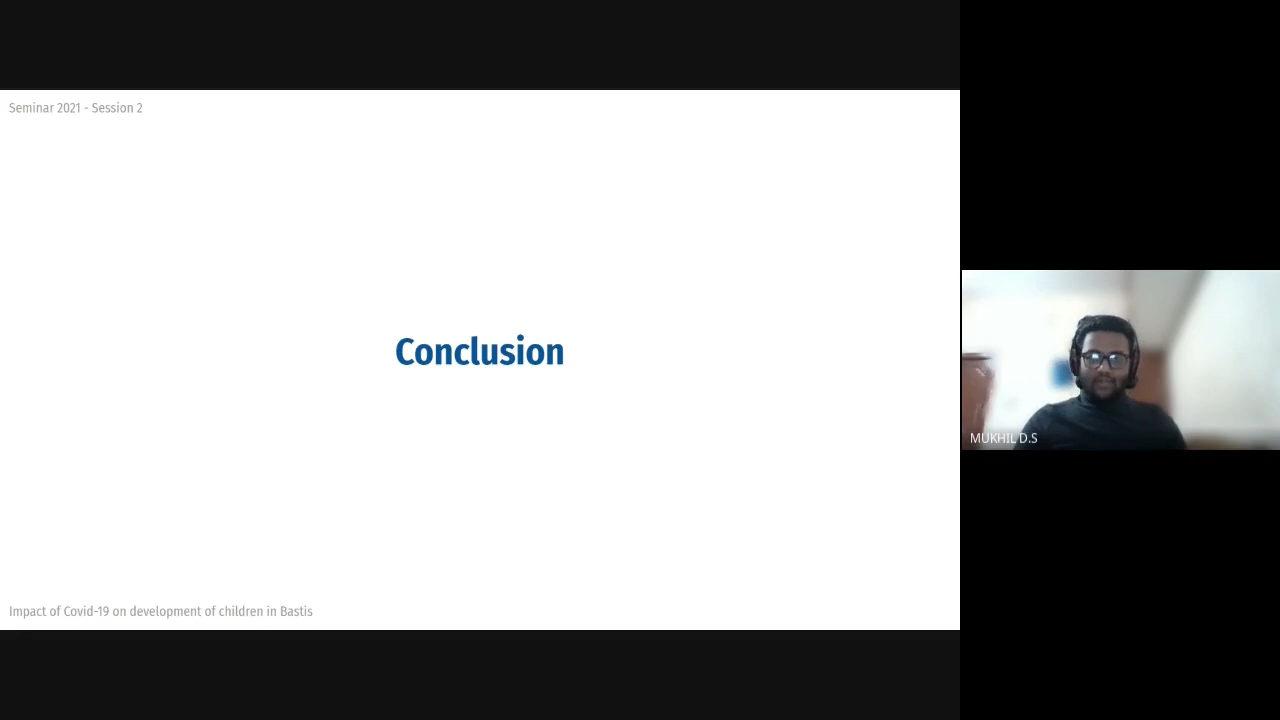 Seminar 2021 - Session 2
Conclusion
MUKHIL D.S
Impact of Covid-19 on development of children in Bastis